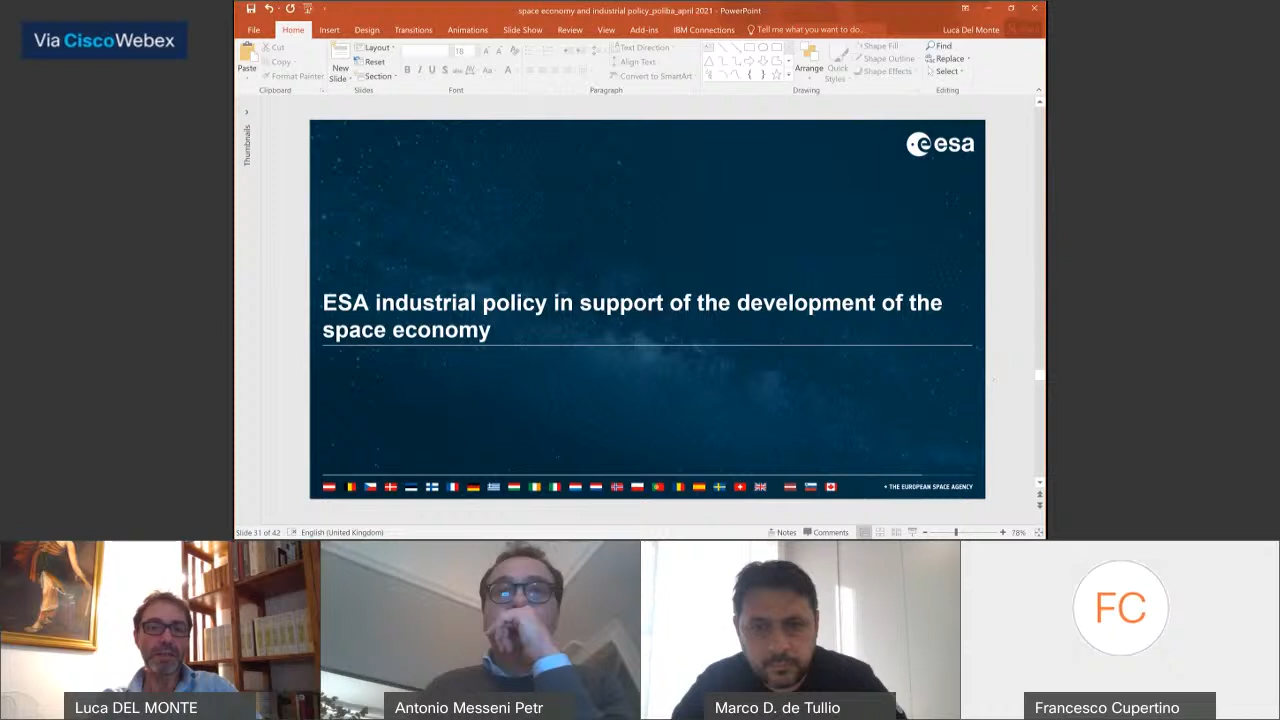 Via CiscoWebex
space economy and industrial policy_poliba_april 2021 - PowerPoint
File Home Insert Design Transitions Animations Slide Show Review View Add-ins IBM Connections Tell me what you want to do... Luca Del Monte
Paste
Cut
Copy
Format Painter
Clipboard
New Slide
Layout
Reset
Section
Slides
18
B I U S abc AV Aa A
Font
Text Direction
Align Text
Convert to SmartArt
Paragraph
Arrange
Quick Styles
Shape Fill
Shape Outline
Shape Effects
Drawing
Find
Replace
Select
Editing
Thumbnails
esa
ESA industrial policy in support of the development of the
space economy
THE EUROPEAN SPACE AGENCY
Slide 31 of 42 English (United Kingdom) Notes Comments 78%
FC
Luca DEL MONTE
Antonio Messeni Petr
Marco D. de Tullio
Francesco Cupertino